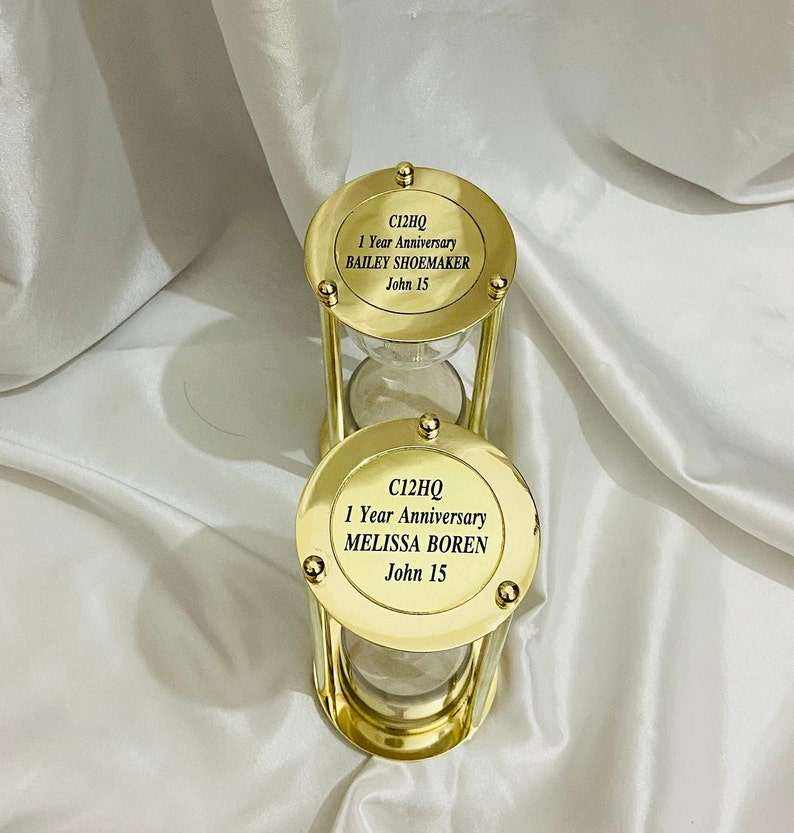 C12HQ
1 Year Anniversary
BAILEY SHOEMAKER
John 15
C12HQ
1 Year Anniversary
MELISSA BOREN
John 15